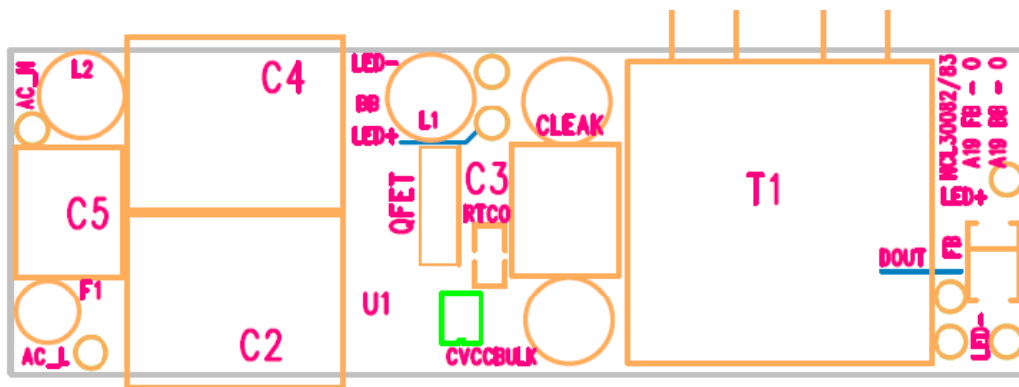 AC_N
L2
C4
LED-
BB
LED+
L1
CLEAK
NCL30082/83
A19 FB - 0
A19 BB - 0
C5
QFET
C3
RTCO
T1
LED+
DOUT
FB
F1
U1
AC_L
C2
CVCCBULK
LED-